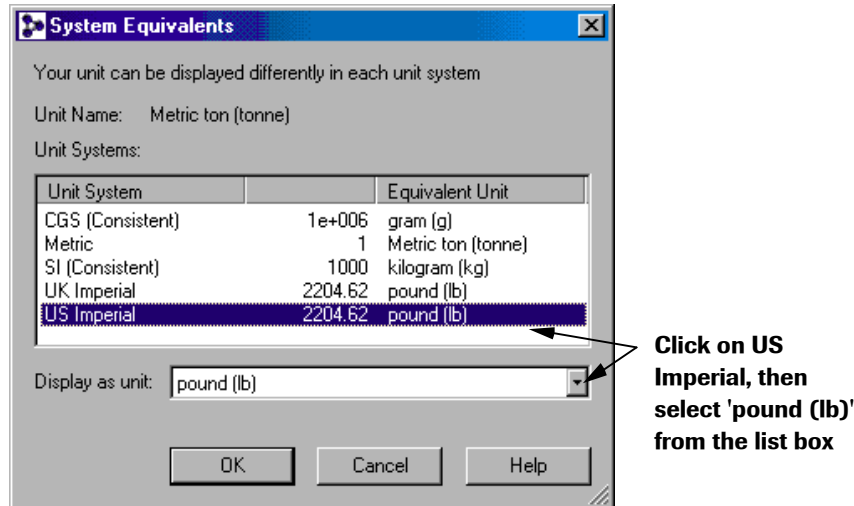 System Equivalents
Your unit can be displayed differently in each unit system
Unit Name: Metric ton (tonne)
Unit Systems:
Unit System Equivalent Unit
CGS (Consistent) 1e+006 gram (g)
Metric 1 Metric ton (tonne)
SI (Consistent) 1000 kilogram (kg)
UK Imperial 2204.62 pound (lb)
US Imperial 2204.62 pound (lb)
Display as unit: pound (lb)
OK Cancel Help
Click on US
Imperial, then
select 'pound (lb)'
from the list box